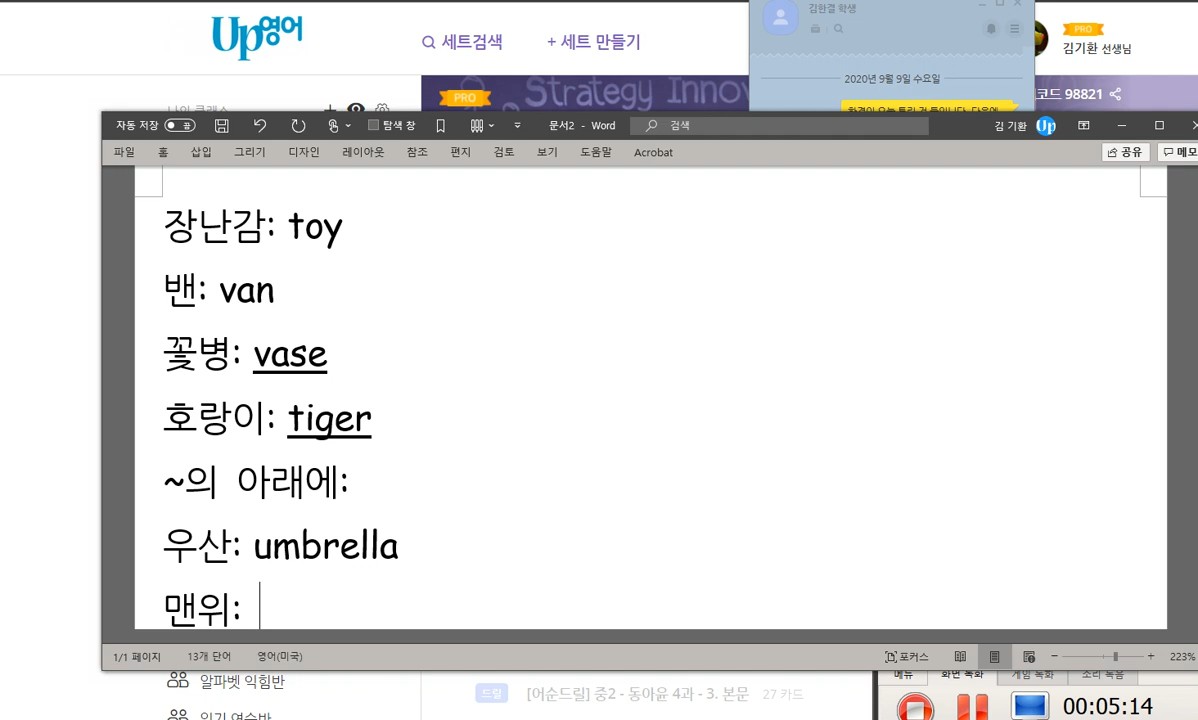 Up영어
세트검색
+ 세트 만들기
김한결 학생
2020년 9월 9일 수요일
PRO
김기환 선생님
나의 클래스
PRO
Strategy Innov
코드 98821
자동 저장
탐색 창
문서2 - Word
검색
김 기환
Up
파일 홈 삽입 그리기 디자인 레이아웃 참조 편지 검토 보기 도움말 Acrobat
공유
메모
장난감: toy
밴: van
꽃병: vase
호랑이: tiger
~의 아래에:
우산: umbrella
맨위:
1/1 페이지 13개 단어 영어(미국)
포커스
223%
알파벳 익힘반
드릴 [어순드릴] 중2 - 동아윤 4과 - 3. 본문 27 카드
메뉴 화면 녹화 게임 녹화 소리 녹음
00:05:14